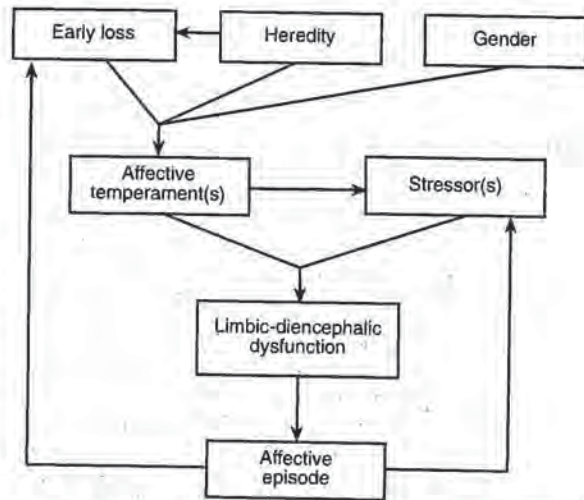 Early loss
Heredity
Gender
Affective
temperament(s)
Stressor(s)
Limbic-diencephalic
dysfunction
Affective
episode